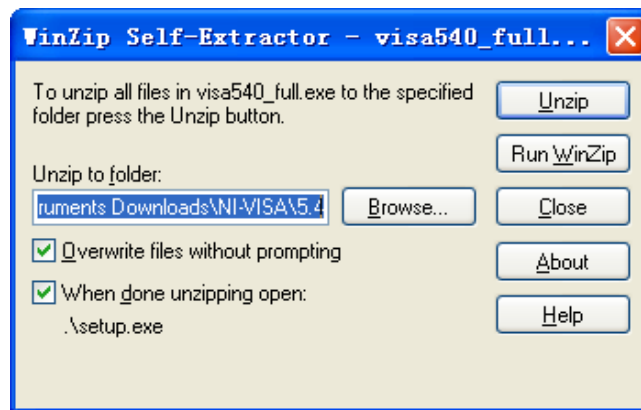 WinZip Self-Extractor - visa540_full...
To unzip all files in visa540_full.exe to the specified
folder press the Unzip button.
Unzip to folder:
ruments Downloads\NI-VISA\5.4
Browse...
Overwrite files without prompting
When done unzipping open:
.\setup.exe
Unzip
Run WinZip
Close
About
Help